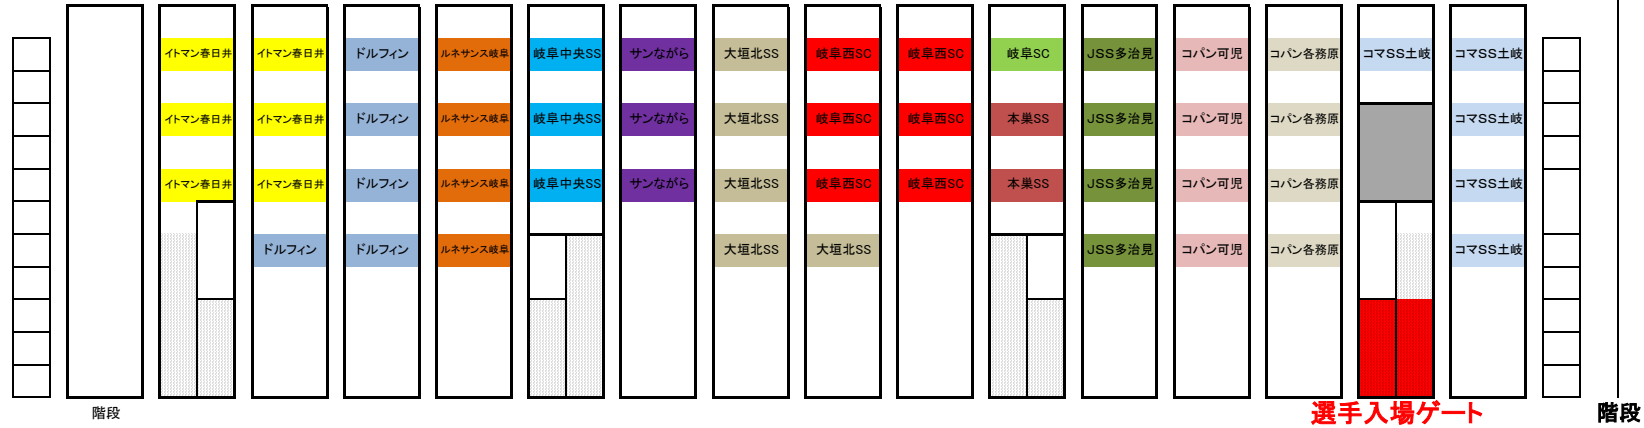 イトマン春日井 イトマン春日井 ドルフィン ルネサンス岐阜 岐阜中央SS サンながら 大垣北SS 岐阜西SC 岐阜西SC 岐阜SC JSS多治見 コパン可児 コパン各務原 コマSS土岐 コマSS土岐
イトマン春日井 イトマン春日井 ドルフィン ルネサンス岐阜 岐阜中央SS サンながら 大垣北SS 岐阜西SC 岐阜西SC 本巣SS JSS多治見 コパン可児 コパン各務原 コマSS土岐
イトマン春日井 イトマン春日井 ドルフィン ルネサンス岐阜 岐阜中央SS サンながら 大垣北SS 岐阜西SC 岐阜西SC 本巣SS JSS多治見 コパン可児 コパン各務原 コマSS土岐
ドルフィン ドルフィン ルネサンス岐阜 大垣北SS 大垣北SS JSS多治見 コパン可児 コパン各務原 コマSS土岐
階段 選手入場ゲート 階段